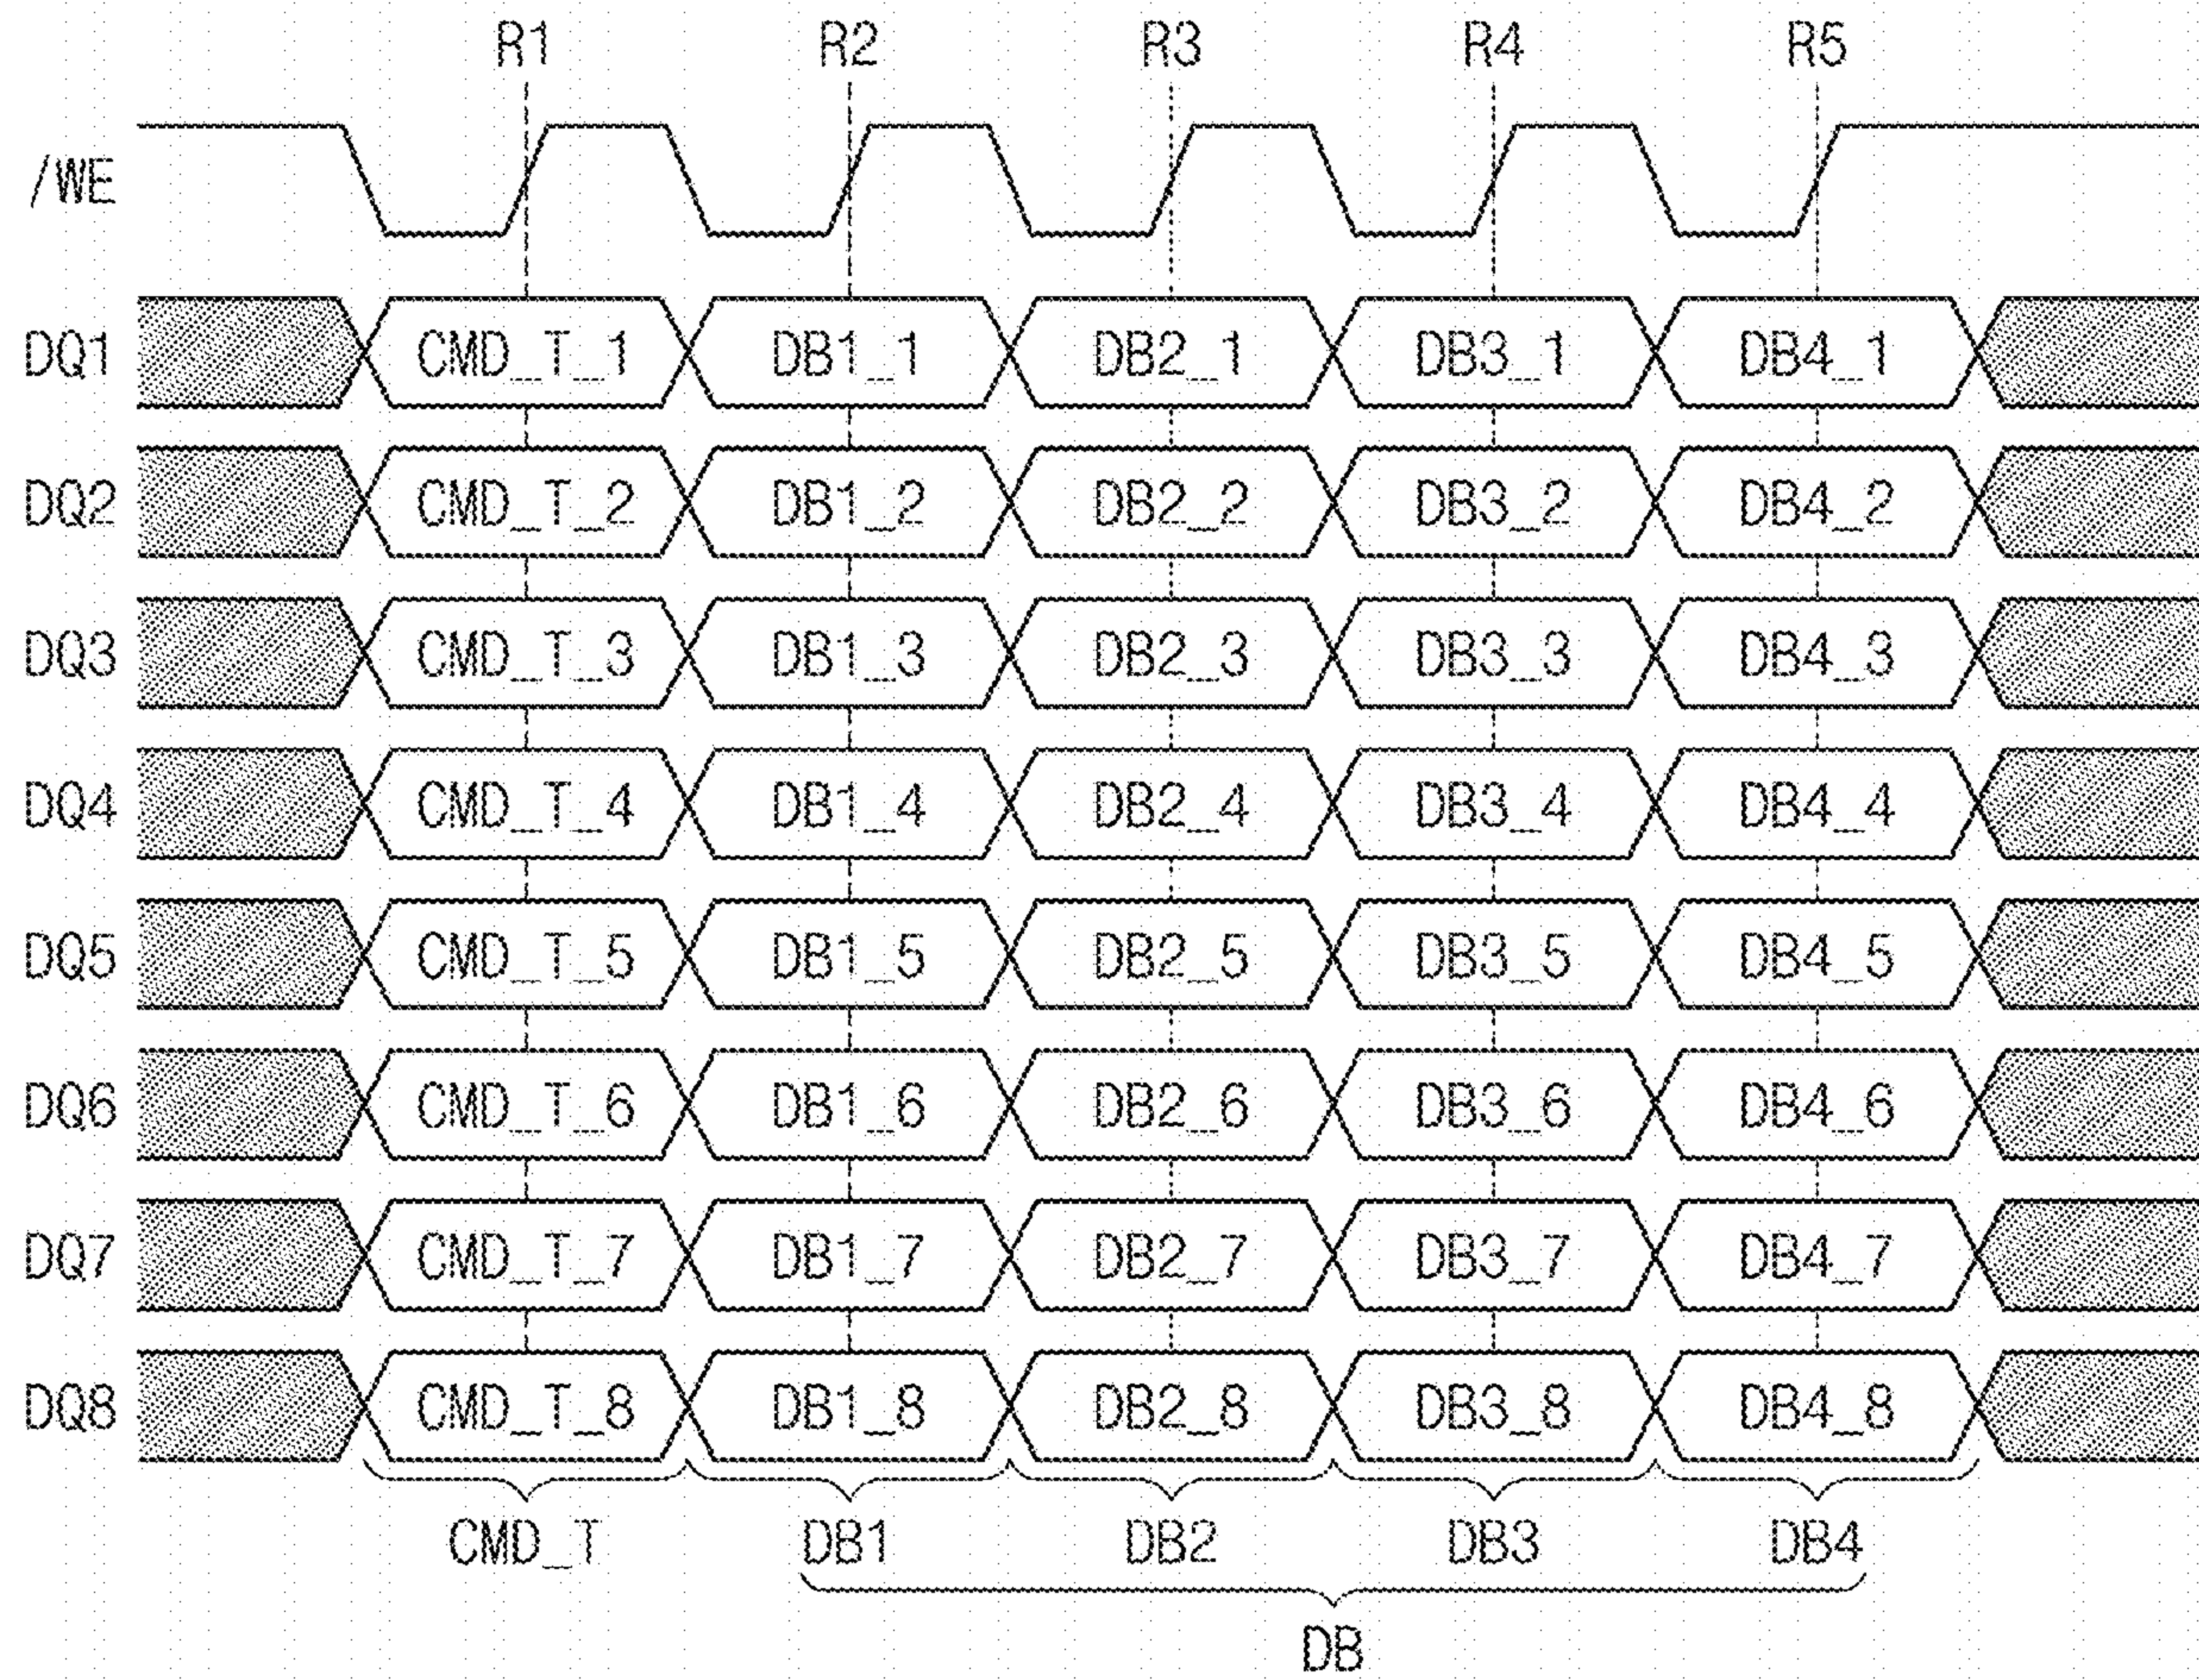 R1 R2 R3 R4 R5
/WE
DQ1 CMD_T_1 DB1_1 DB2_1 DB3_1 DB4_1
DQ2 CMD_T_2 DB1_2 DB2_2 DB3_2 DB4_2
DQ3 CMD_T_3 DB1_3 DB2_3 DB3_3 DB4_3
DQ4 CMD_T_4 DB1_4 DB2_4 DB3_4 DB4_4
DQ5 CMD_T_5 DB1_5 DB2_5 DB3_5 DB4_5
DQ6 CMD_T_6 DB1_6 DB2_6 DB3_6 DB4_6
DQ7 CMD_T_7 DB1_7 DB2_7 DB3_7 DB4_7
DQ8 CMD_T_8 DB1_8 DB2_8 DB3_8 DB4_8
CMD_T DB1 DB2 DB3 DB4
DB